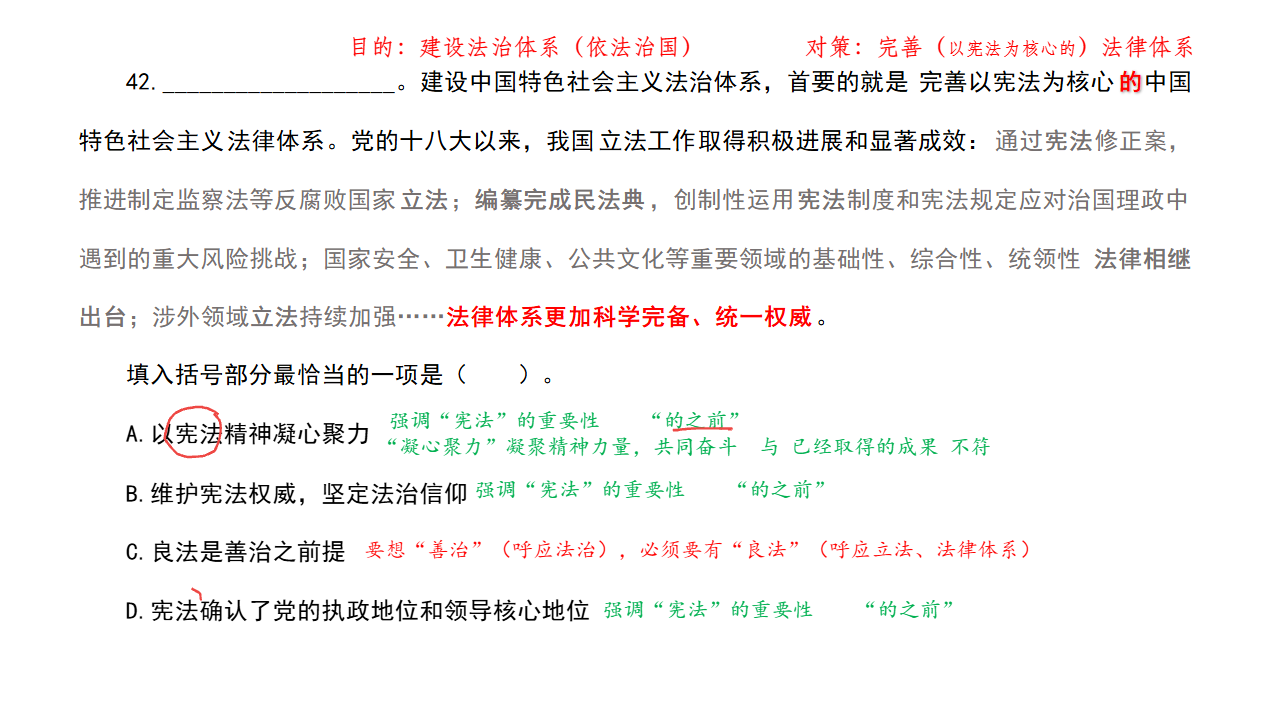 目的：建设法治体系（依法治国） 对策：完善（以宪法为核心的）法律体系
42.___________________。建设中国特色社会主义法治体系，首要的就是 完善以宪法为核心的中国
特色社会主义法律体系。党的十八大以来，我国立法工作取得积极进展和显著成效：通过宪法修正案，
推进制定监察法等反腐败国家立法；编纂完成民法典，创制性运用宪法制度和宪法规定应对治国理政中
遇到的重大风险挑战；国家安全、卫生健康、公共文化等重要领域的基础性、综合性、统领性 法律相继
出台；涉外领域立法持续加强……法律体系更加科学完备、统一权威。
填入括号部分最恰当的一项是（ ）。
A.以宪法精神凝心聚力 强调“宪法”的重要性 “的之前”
“凝心聚力”凝聚精神力量，共同奋斗 与 已经取得的成果 不符
B.维护宪法权威，坚定法治信仰 强调“宪法”的重要性 “的之前”
C.良法是善治之前提 要想“善治”（呼应法治），必须要有“良法”（呼应立法、法律体系）
D.宪法确认了党的执政地位和领导核心地位 强调“宪法”的重要性 “的之前”